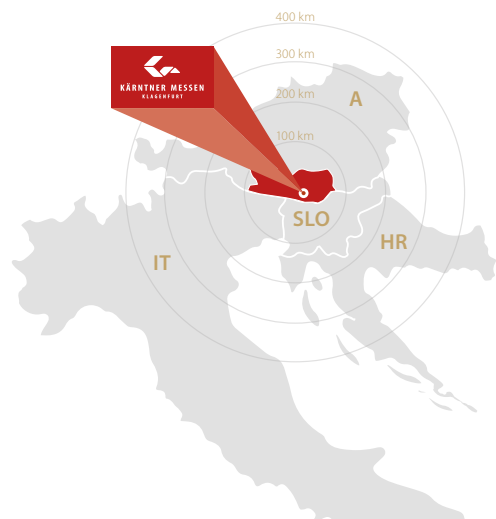 400 km
300 km
200 km
100 km
KÄRNTNER MESSEN
KLAGENFURT
A
SLO
HR
IT